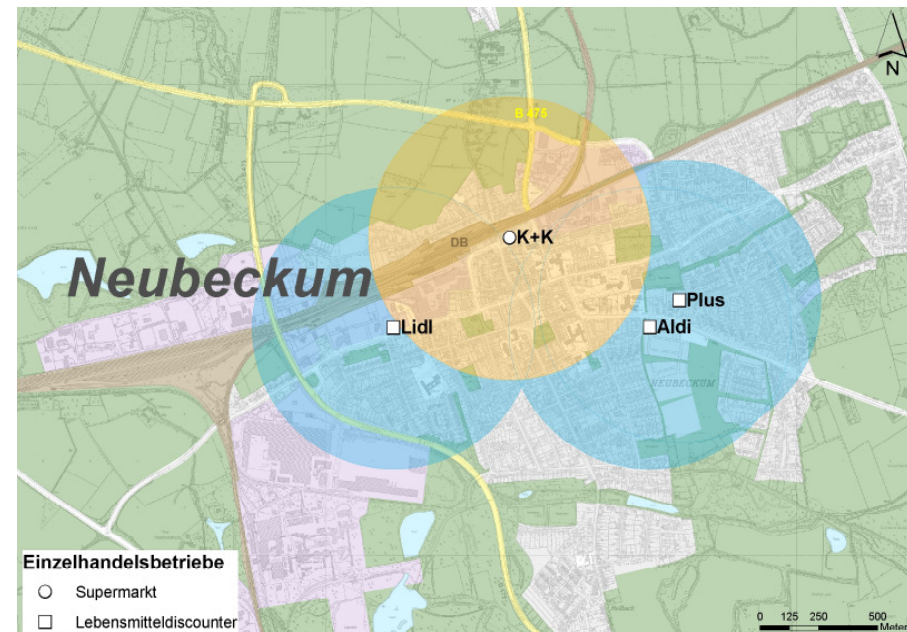 N
B 475
DB
K+K
Neubeckum
Plus
Lidl
Aldi
NEUBECKUM
Einzelhandelsbetriebe
Supermarkt
Lebensmitteldiscounter
0 125 250 500
Meter